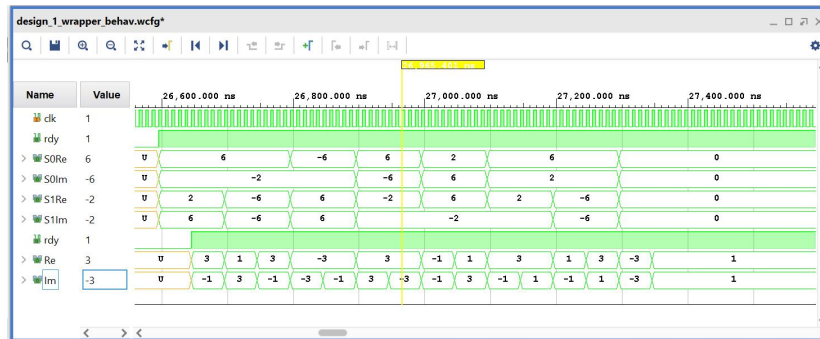 design_1_wrapper_behav.wcfg*
Name Value
26,600.000 ns 26,800.000 ns 27,000.000 ns 27,200.000 ns 27,400.000 ns
clk 1
rdy 1
S0Re 6 U 6 -6 6 2 6 0
S0Im -6 U -2 -6 6 2 0
S1Re -2 U 2 -6 6 -2 6 2 -6 0
S1Im -2 U 6 -6 6 -2 -6 0
rdy 1
Re 3 U 3 1 3 -3 3 -1 1 3 1 3 -3 1
Im -3 U -1 3 -1 -3 -1 3 -3 -1 3 -1 1 -1 1 -3 1